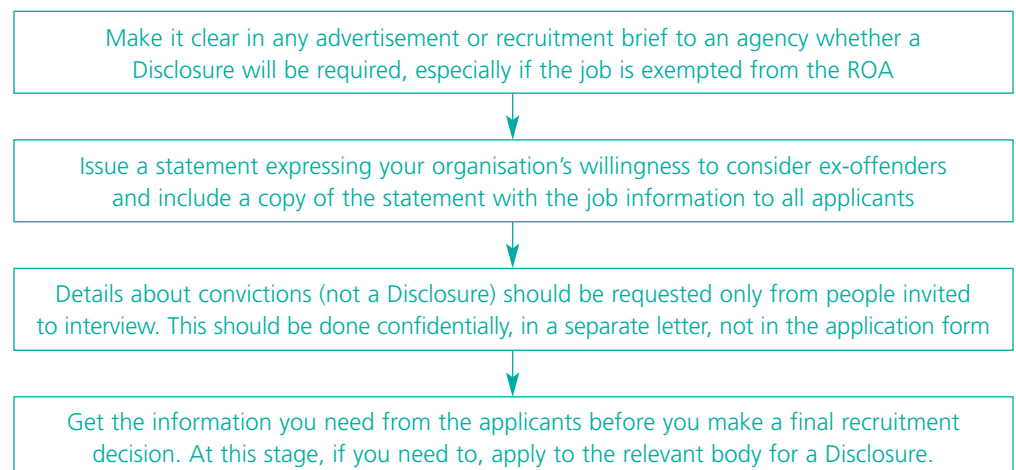 Make it clear in any advertisement or recruitment brief to an agency whether a
Disclosure will be required, especially if the job is exempted from the ROA
Issue a statement expressing your organisation’s willingness to consider ex-offenders
and include a copy of the statement with the job information to all applicants
Details about convictions (not a Disclosure) should be requested only from people invited
to interview. This should be done confidentially, in a separate letter, not in the application form
Get the information you need from the applicants before you make a final recruitment
decision. At this stage, if you need to, apply to the relevant body for a Disclosure.